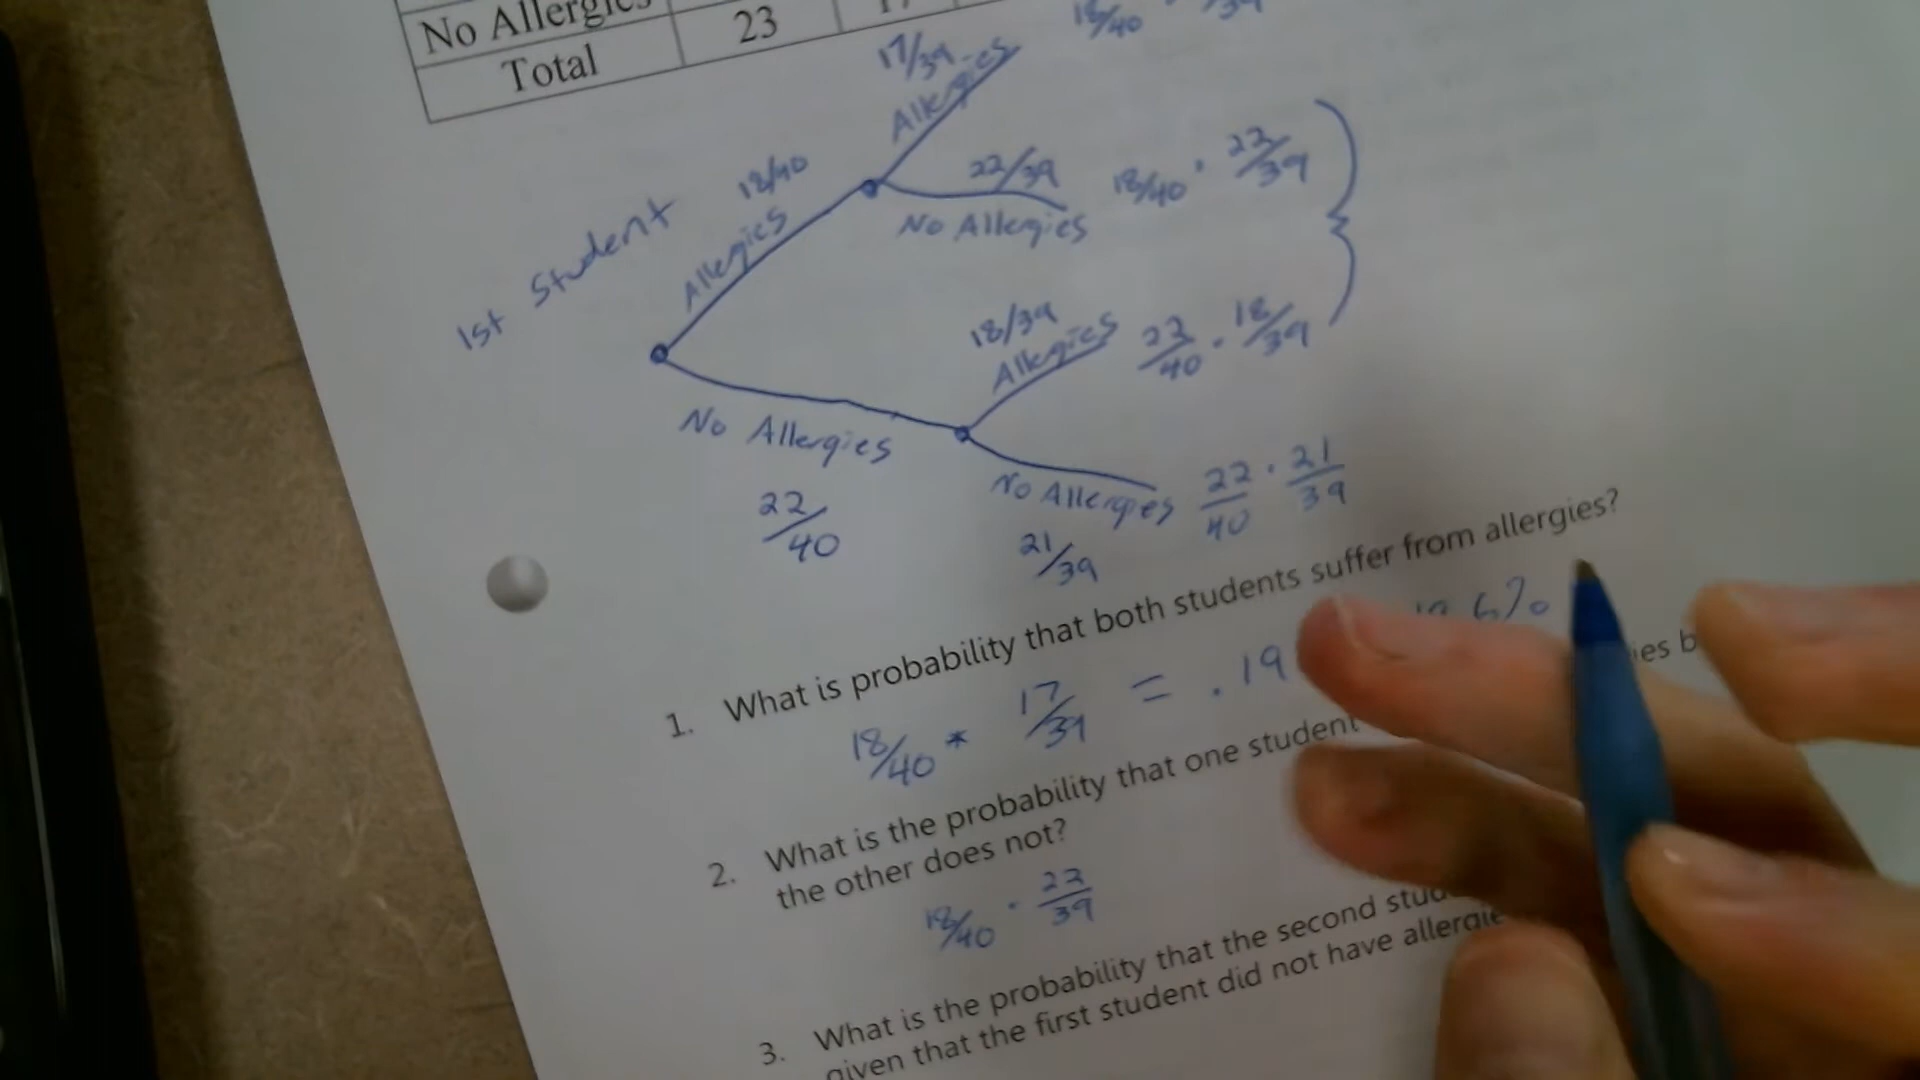 No Allergies
Total 23 17
17/39
Allergies
18/40
22/39
No Allergies
18/40 · 22/39
1st Student
18/40
Allergies
18/39
Allergies
22/40 · 18/39
No Allergies
22/40
No Allergies
21/39
22/40 · 21/39
1. What is probability that both students suffer from allergies?
18/40 * 17/39 = .19
6%
2. What is the probability that one student
the other does not?
18/40 · 22/39
3. What is the probability that the second
given that the first student did not have